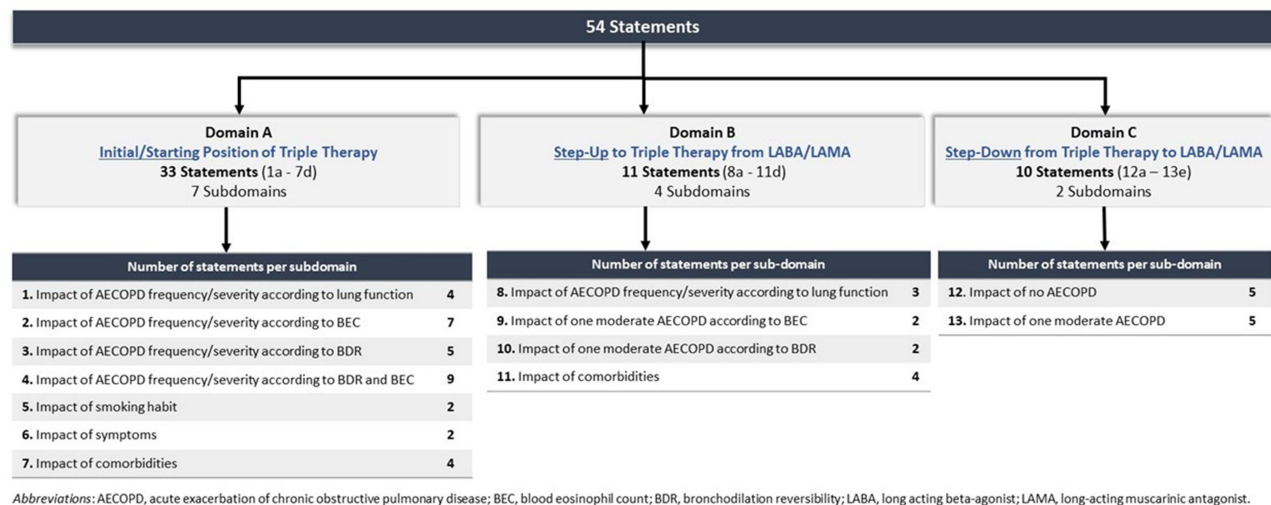 54 Statements
Domain A
Initial/Starting Position of Triple Therapy
33 Statements (1a - 7d)
7 Subdomains
Domain B
Step-Up to Triple Therapy from LABA/LAMA
11 Statements (8a - 11d)
4 Subdomains
Domain C
Step-Down from Triple Therapy to LABA/LAMA
10 Statements (12a – 13e)
2 Subdomains
Number of statements per subdomain
1. Impact of AECOPD frequency/severity according to lung function 4
2. Impact of AECOPD frequency/severity according to BEC 7
3. Impact of AECOPD frequency/severity according to BDR 5
4. Impact of AECOPD frequency/severity according to BDR and BEC 9
5. Impact of smoking habit 2
6. Impact of symptoms 2
7. Impact of comorbidities 4
Number of statements per sub-domain
8. Impact of AECOPD frequency/severity according to lung function 3
9. Impact of one moderate AECOPD according to BEC 2
10. Impact of one moderate AECOPD according to BDR 2
11. Impact of comorbidities 4
Number of statements per sub-domain
12. Impact of no AECOPD 5
13. Impact of one moderate AECOPD 5
Abbreviations: AECOPD, acute exacerbation of chronic obstructive pulmonary disease; BEC, blood eosinophil count; BDR, bronchodilation reversibility; LABA, long acting beta-agonist; LAMA, long-acting muscarinic antagonist.